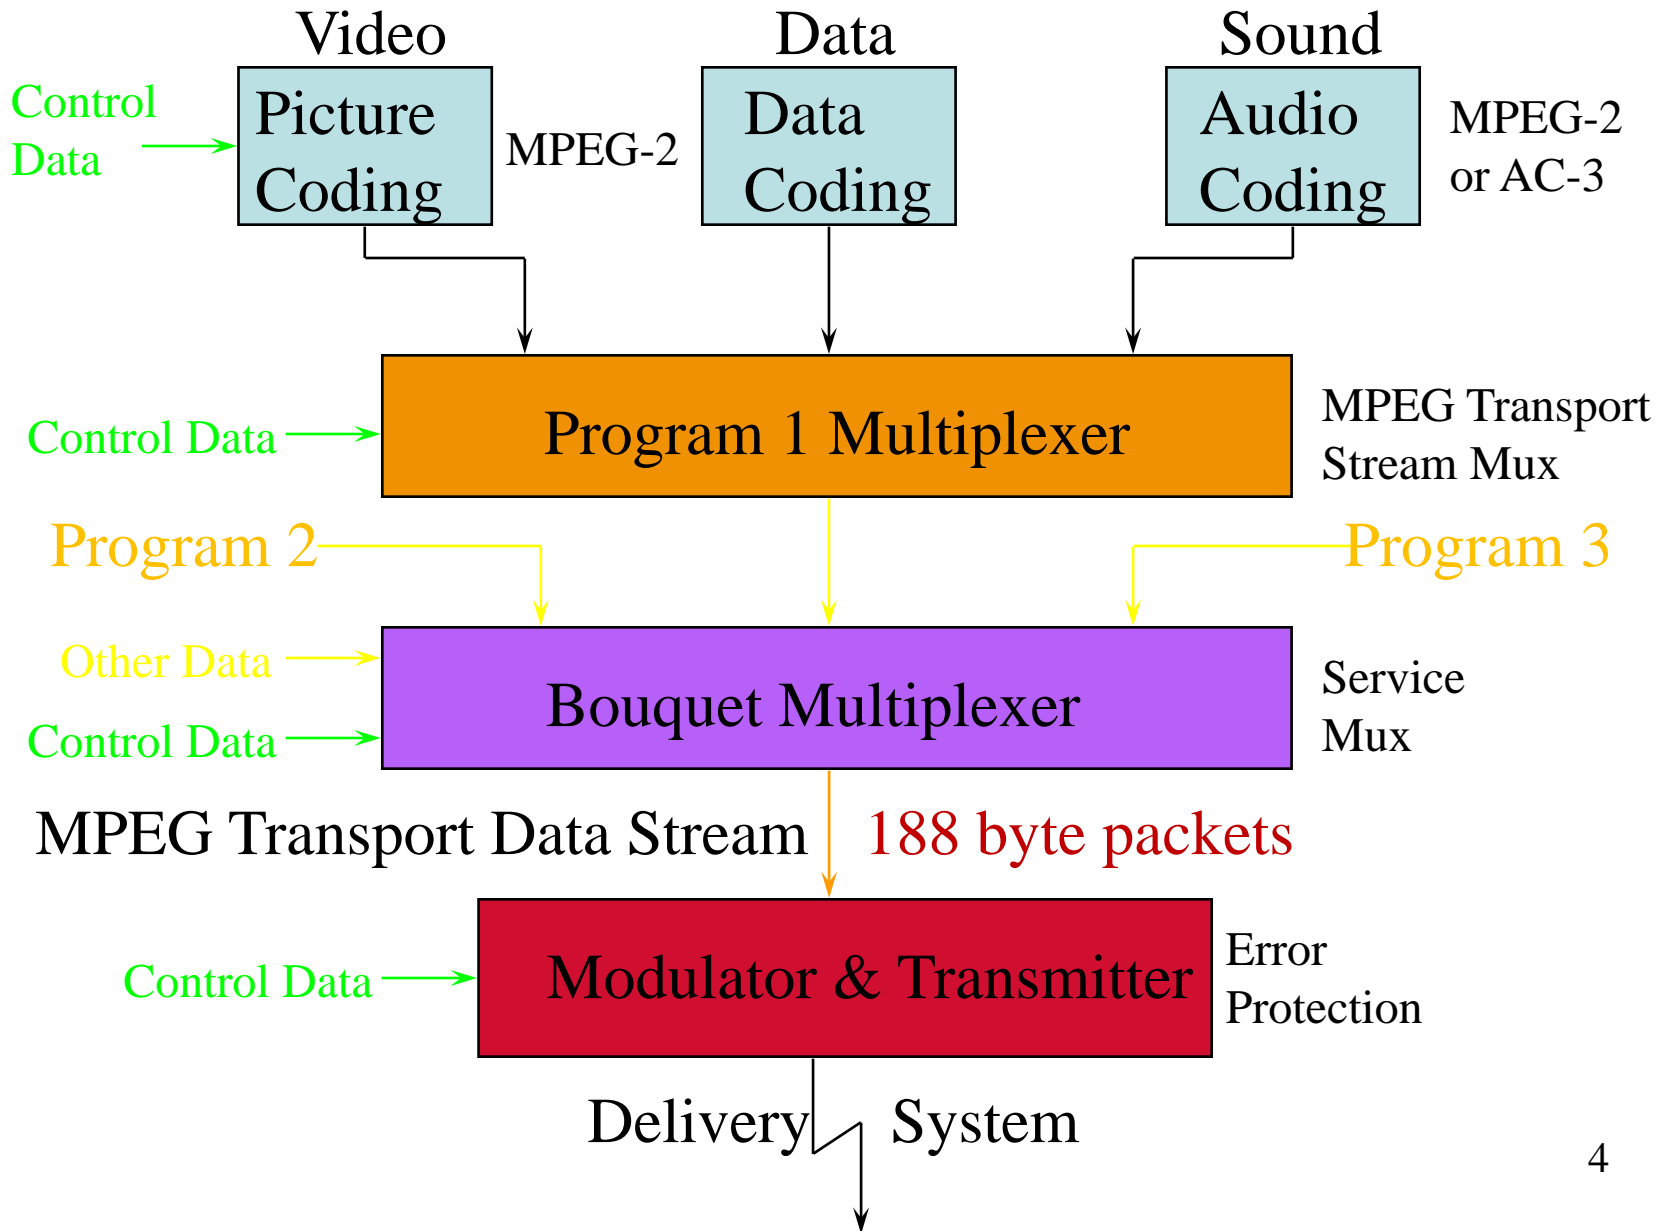 Video
Data
Sound
Control
Data
Picture
Coding
MPEG-2
Data
Coding
Audio
Coding
MPEG-2
or AC-3
Control Data
Program 1 Multiplexer
MPEG Transport
Stream Mux
Program 2
Program 3
Other Data
Control Data
Bouquet Multiplexer
Service
Mux
MPEG Transport Data Stream
188 byte packets
Control Data
Modulator & Transmitter
Error
Protection
Delivery System
4